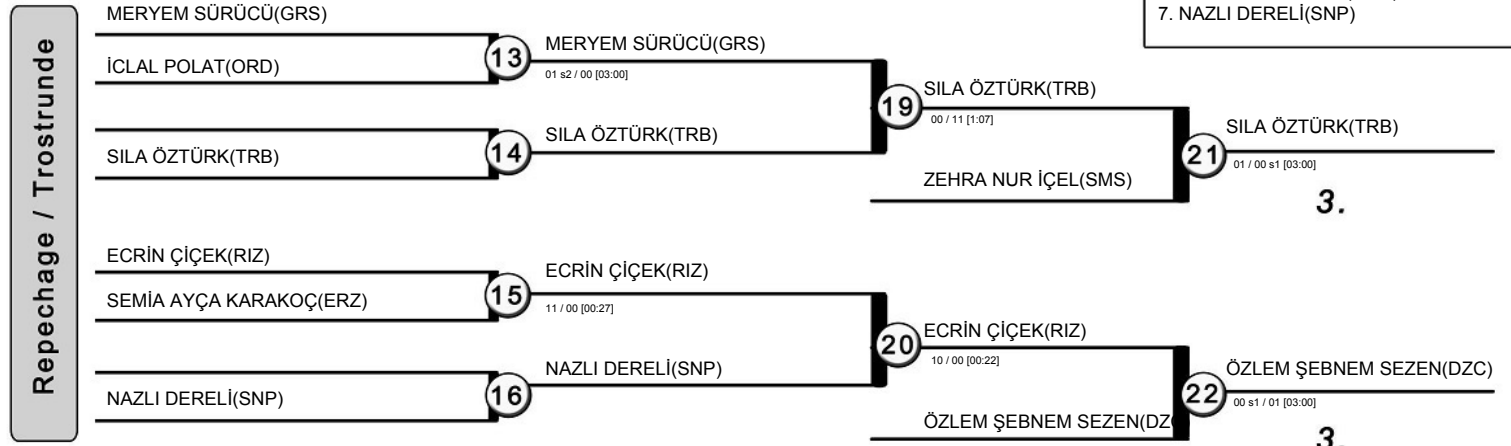 Repechage / Trostrunde
7. NAZLI DERELİ(SNP)
MERYEM SÜRÜCÜ(GRS)
İCLAL POLAT(ORD)
13
MERYEM SÜRÜCÜ(GRS)
01 s2 / 00 [03:00]
SILA ÖZTÜRK(TRB)
14
SILA ÖZTÜRK(TRB)
19
SILA ÖZTÜRK(TRB)
00 / 11 [1:07]
ZEHRA NUR İÇEL(SMS)
21
SILA ÖZTÜRK(TRB)
01 / 00 s1 [03:00]
3.
ECRİN ÇİÇEK(RIZ)
SEMİA AYÇA KARAKOÇ(ERZ)
15
ECRİN ÇİÇEK(RIZ)
11 / 00 [00:27]
NAZLI DERELİ(SNP)
16
NAZLI DERELİ(SNP)
20
ECRİN ÇİÇEK(RIZ)
10 / 00 [00:22]
ÖZLEM ŞEBNEM SEZEN(DZ
22
ÖZLEM ŞEBNEM SEZEN(DZC)
00 s1 / 01 [03:00]
3.